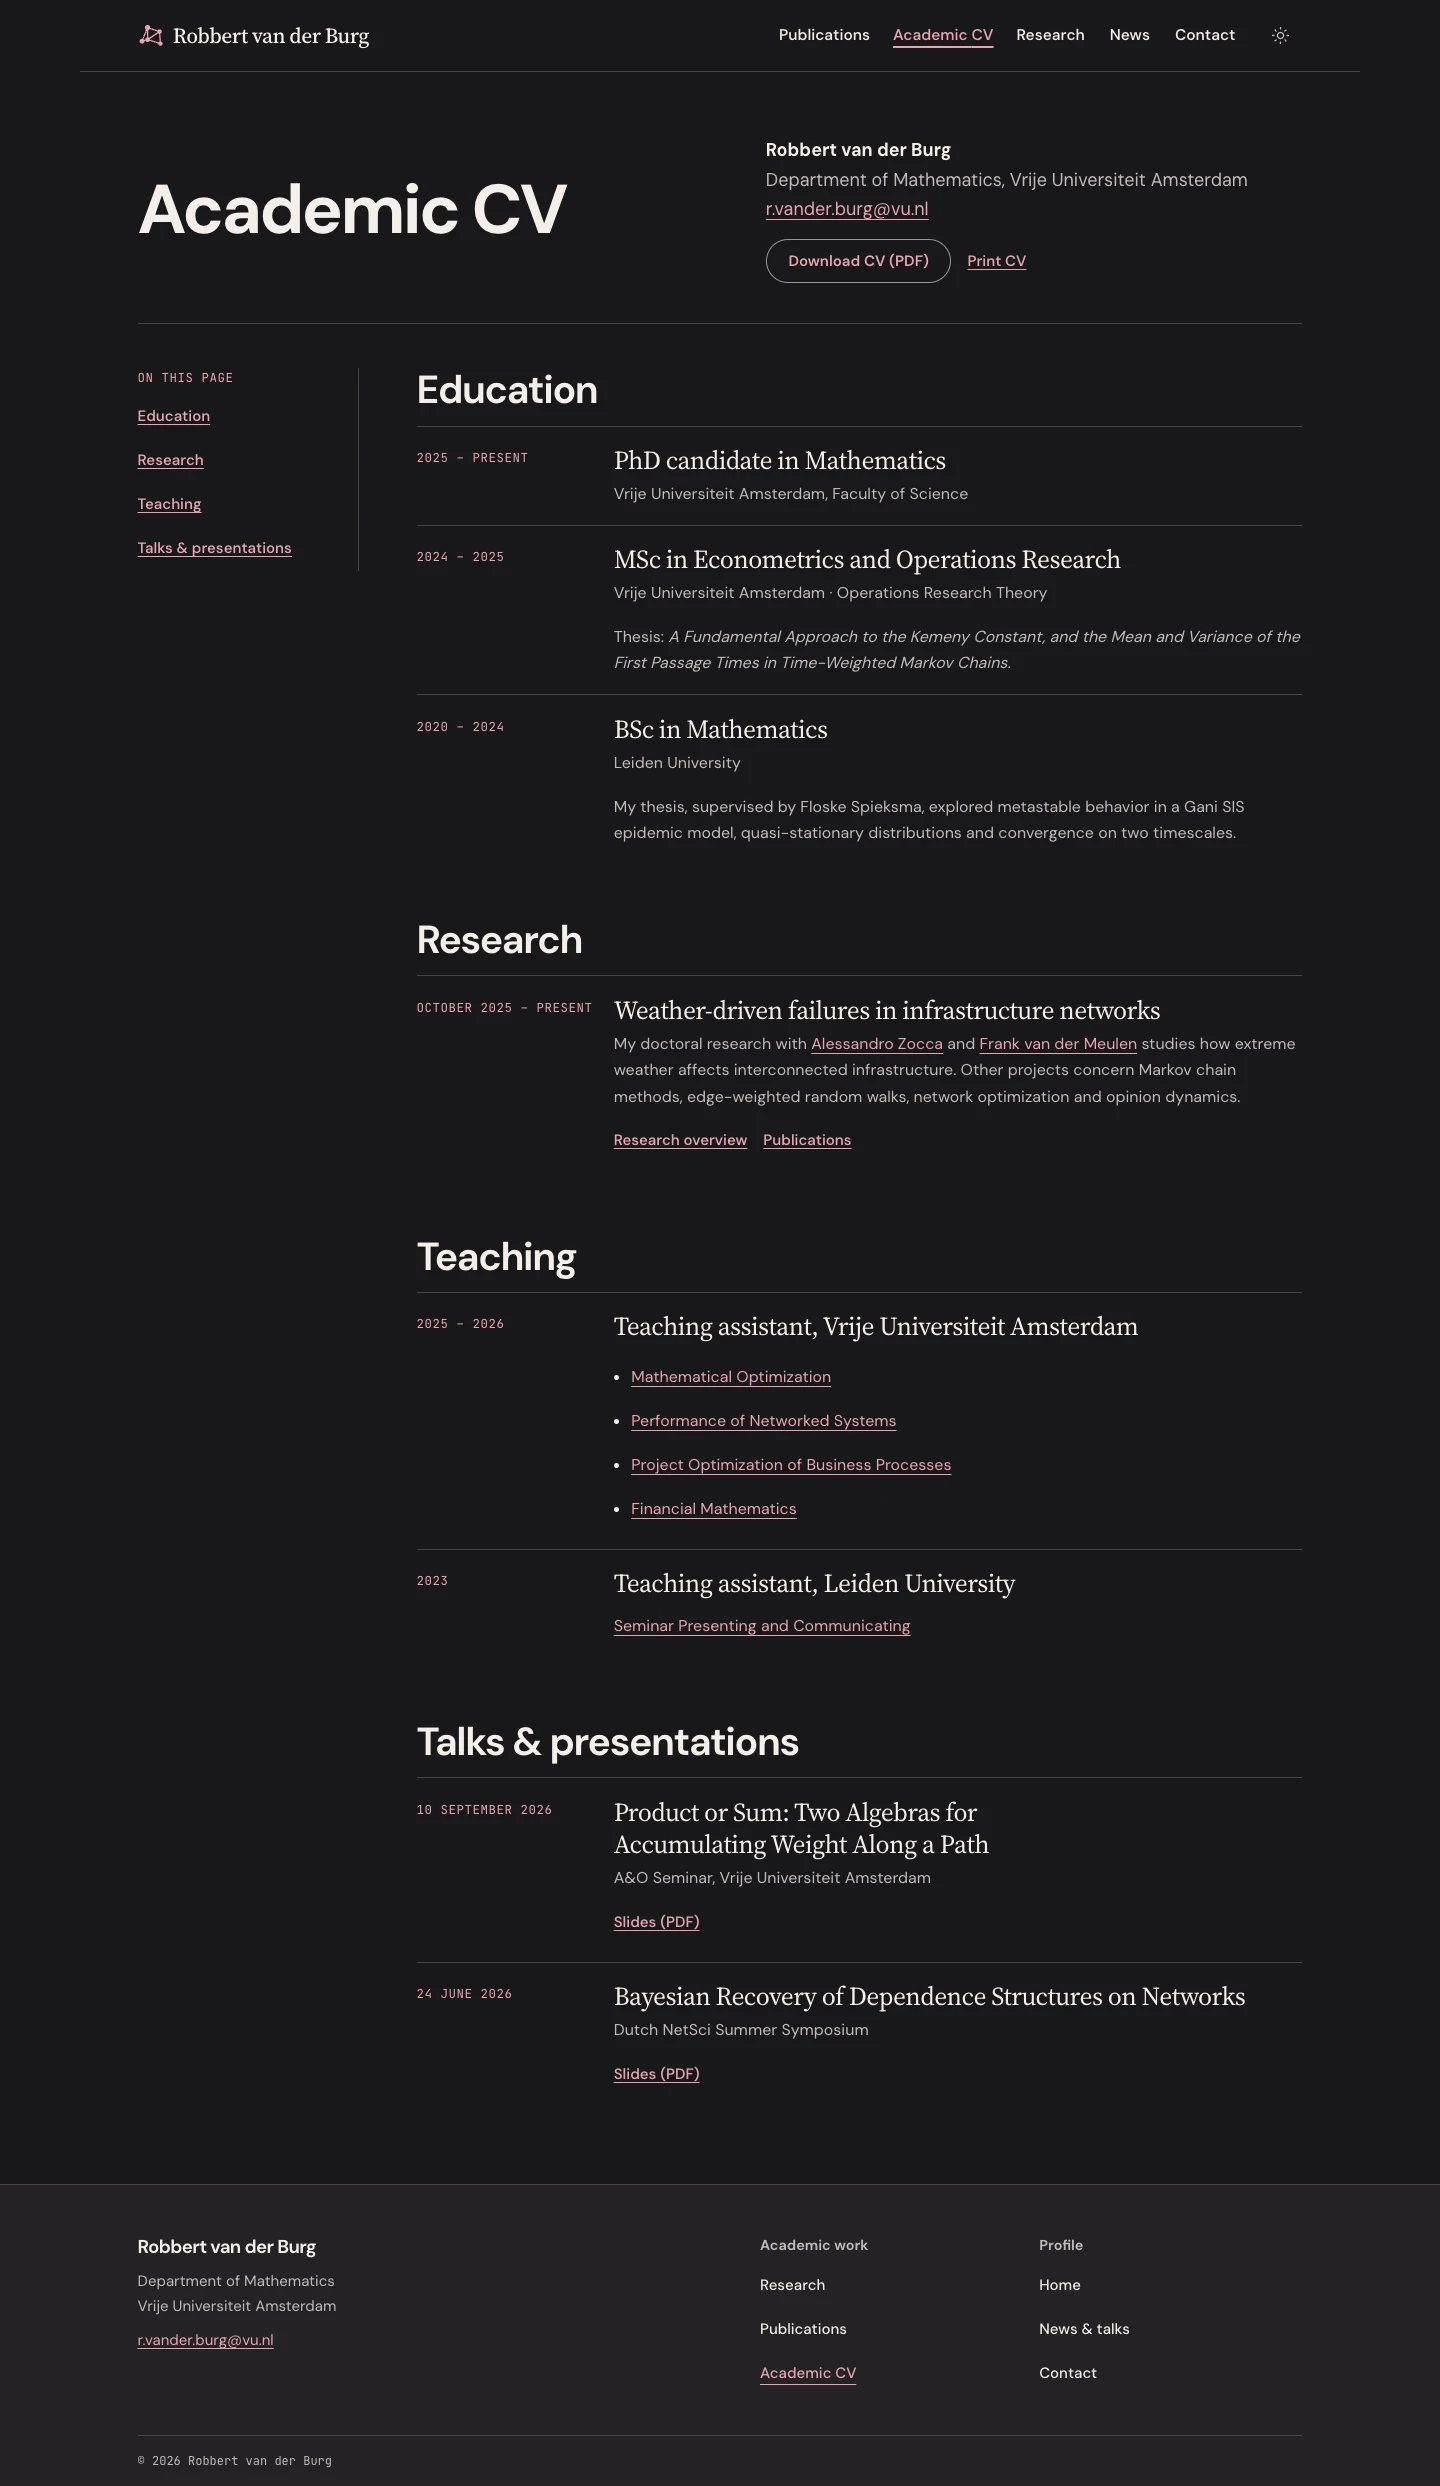 Robbert van der Burg
Publications Academic CV Research News Contact
Academic CV
Robbert van der Burg
Department of Mathematics, Vrije Universiteit Amsterdam
r.vander.burg@vu.nl
Download CV (PDF) Print CV
ON THIS PAGE
Education
Research
Teaching
Talks & presentations
Education
2025 – PRESENT
PhD candidate in Mathematics
Vrije Universiteit Amsterdam, Faculty of Science
2024 – 2025
MSc in Econometrics and Operations Research
Vrije Universiteit Amsterdam · Operations Research Theory
Thesis: A Fundamental Approach to the Kemeny Constant, and the Mean and Variance of the
First Passage Times in Time-Weighted Markov Chains.
2020 – 2024
BSc in Mathematics
Leiden University
My thesis, supervised by Floske Spieksma, explored metastable behavior in a Gani SIS
epidemic model, quasi-stationary distributions and convergence on two timescales.
Research
OCTOBER 2025 – PRESENT
Weather-driven failures in infrastructure networks
My doctoral research with Alessandro Zocca and Frank van der Meulen studies how extreme
weather affects interconnected infrastructure. Other projects concern Markov chain
methods, edge-weighted random walks, network optimization and opinion dynamics.
Research overview Publications
Teaching
2025 – 2026
Teaching assistant, Vrije Universiteit Amsterdam
• Mathematical Optimization
• Performance of Networked Systems
• Project Optimization of Business Processes
• Financial Mathematics
2023
Teaching assistant, Leiden University
Seminar Presenting and Communicating
Talks & presentations
10 SEPTEMBER 2026
Product or Sum: Two Algebras for
Accumulating Weight Along a Path
A&O Seminar, Vrije Universiteit Amsterdam
Slides (PDF)
24 JUNE 2026
Bayesian Recovery of Dependence Structures on Networks
Dutch NetSci Summer Symposium
Slides (PDF)
Robbert van der Burg
Department of Mathematics
Vrije Universiteit Amsterdam
r.vander.burg@vu.nl
Academic work
Research
Publications
Academic CV
Profile
Home
News & talks
Contact
© 2026 Robbert van der Burg